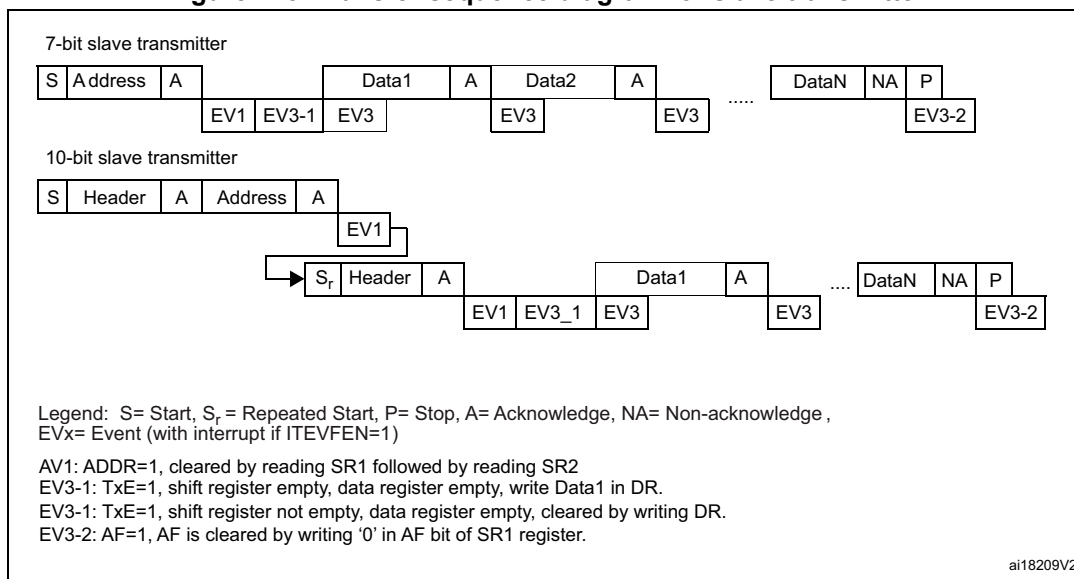 7-bit slave transmitter
S Address A Data1 A Data2 A ..... DataN NA P
EV1 EV3-1 EV3 EV3 EV3 EV3-2
10-bit slave transmitter
S Header A Address A
EV1
Sr Header A Data1 A .... DataN NA P
EV1 EV3_1 EV3 EV3 EV3-2
Legend: S= Start, Sr = Repeated Start, P= Stop, A= Acknowledge, NA= Non-acknowledge ,
EVx= Event (with interrupt if ITEVFEN=1)
AV1: ADDR=1, cleared by reading SR1 followed by reading SR2
EV3-1: TxE=1, shift register empty, data register empty, write Data1 in DR.
EV3-1: TxE=1, shift register not empty, data register empty, cleared by writing DR.
EV3-2: AF=1, AF is cleared by writing ‘0’ in AF bit of SR1 register.
ai18209V2